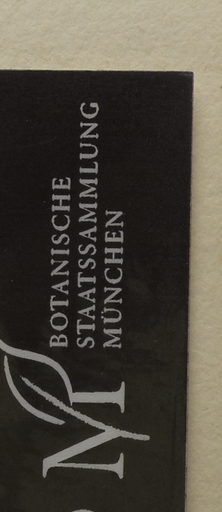 BOTANISCHE
STAATSSAMMLUNG
MÜNCHEN
M